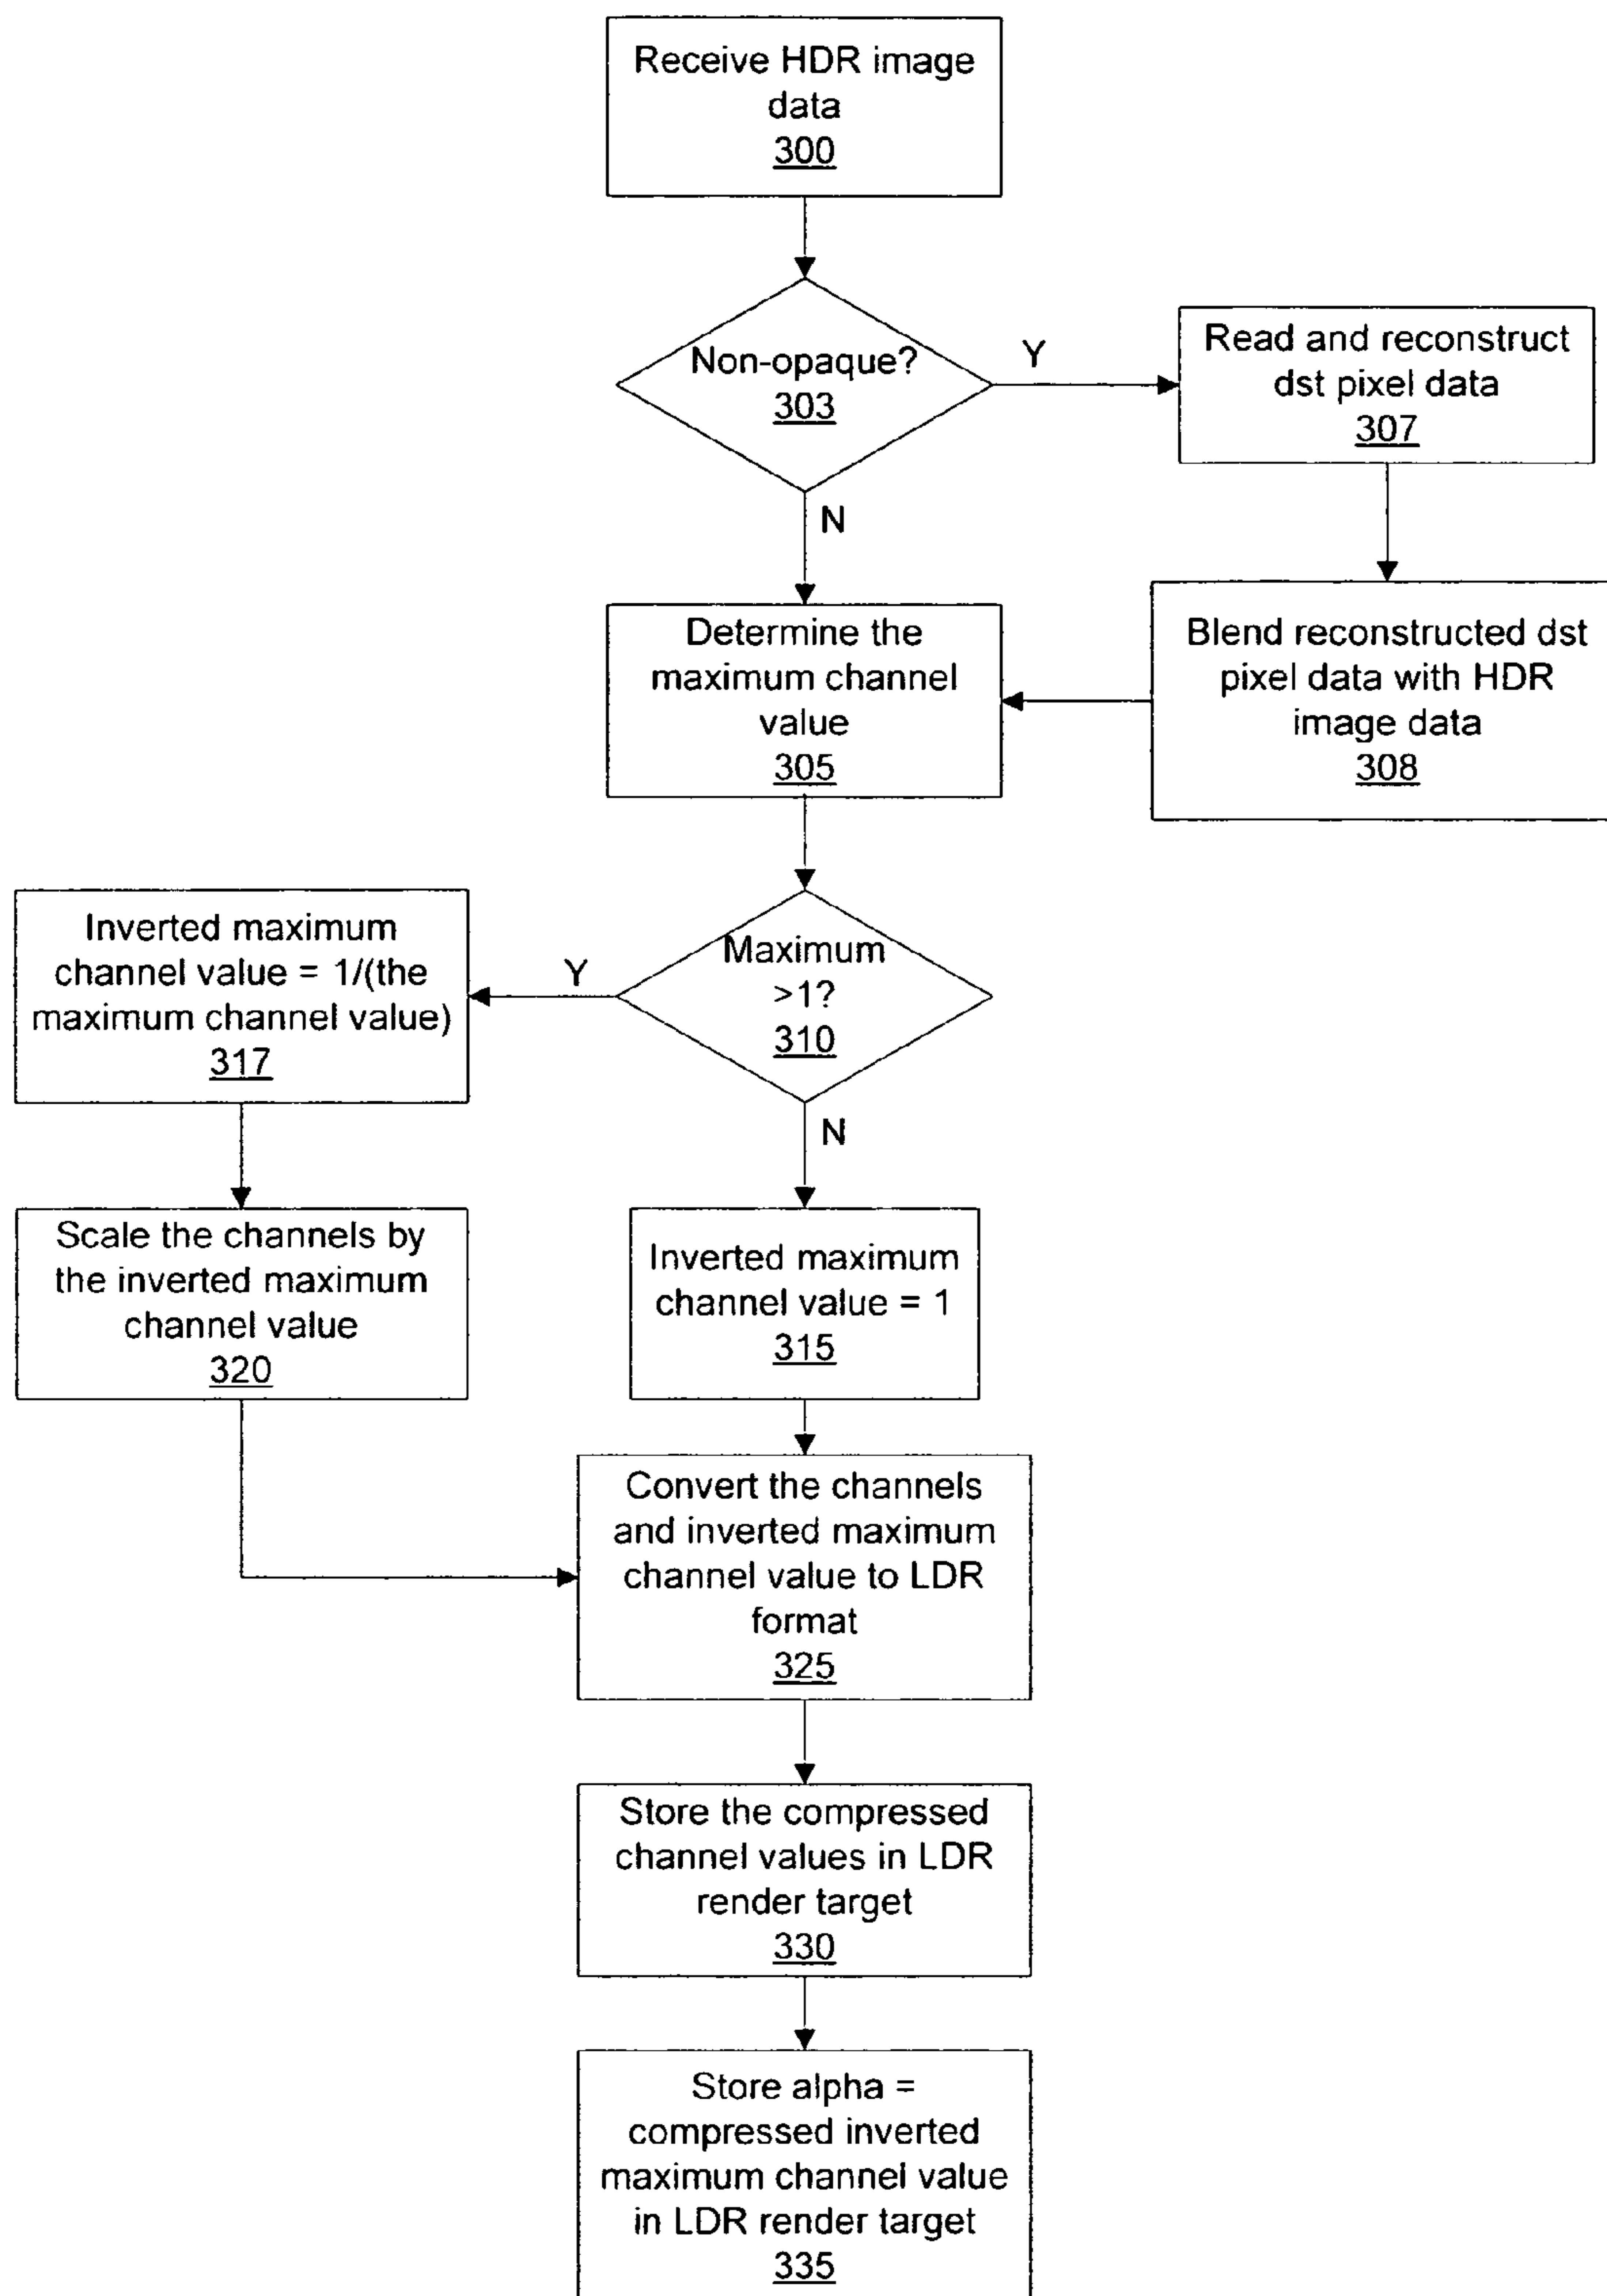 Receive HDR image
data
300
Non-opaque?
303
Y
N
Read and reconstruct
dst pixel data
307
Blend reconstructed dst
pixel data with HDR
image data
308
Determine the
maximum channel
value
305
Maximum
>1?
310
Y
N
Inverted maximum
channel value = 1/(the
maximum channel value)
317
Scale the channels by
the inverted maximum
channel value
320
Inverted maximum
channel value = 1
315
Convert the channels
and inverted maximum
channel value to LDR
format
325
Store the compressed
channel values in LDR
render target
330
Store alpha =
compressed inverted
maximum channel value
in LDR render target
335